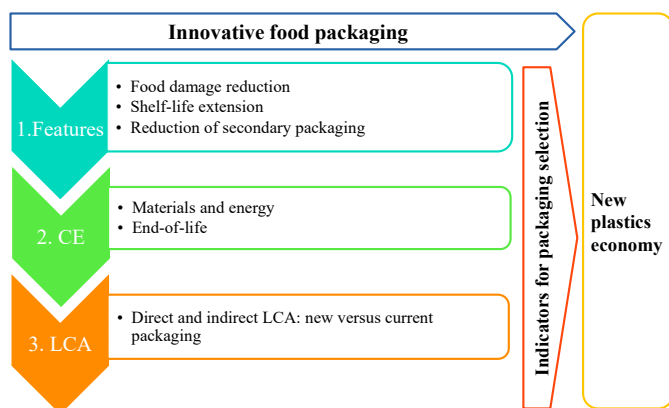 Innovative food packaging
1.Features
• Food damage reduction
• Shelf-life extension
• Reduction of secondary packaging
2. CE
• Materials and energy
• End-of-life
3. LCA
• Direct and indirect LCA: new versus current
packaging
Indicators for packaging selection
New
plastics
economy